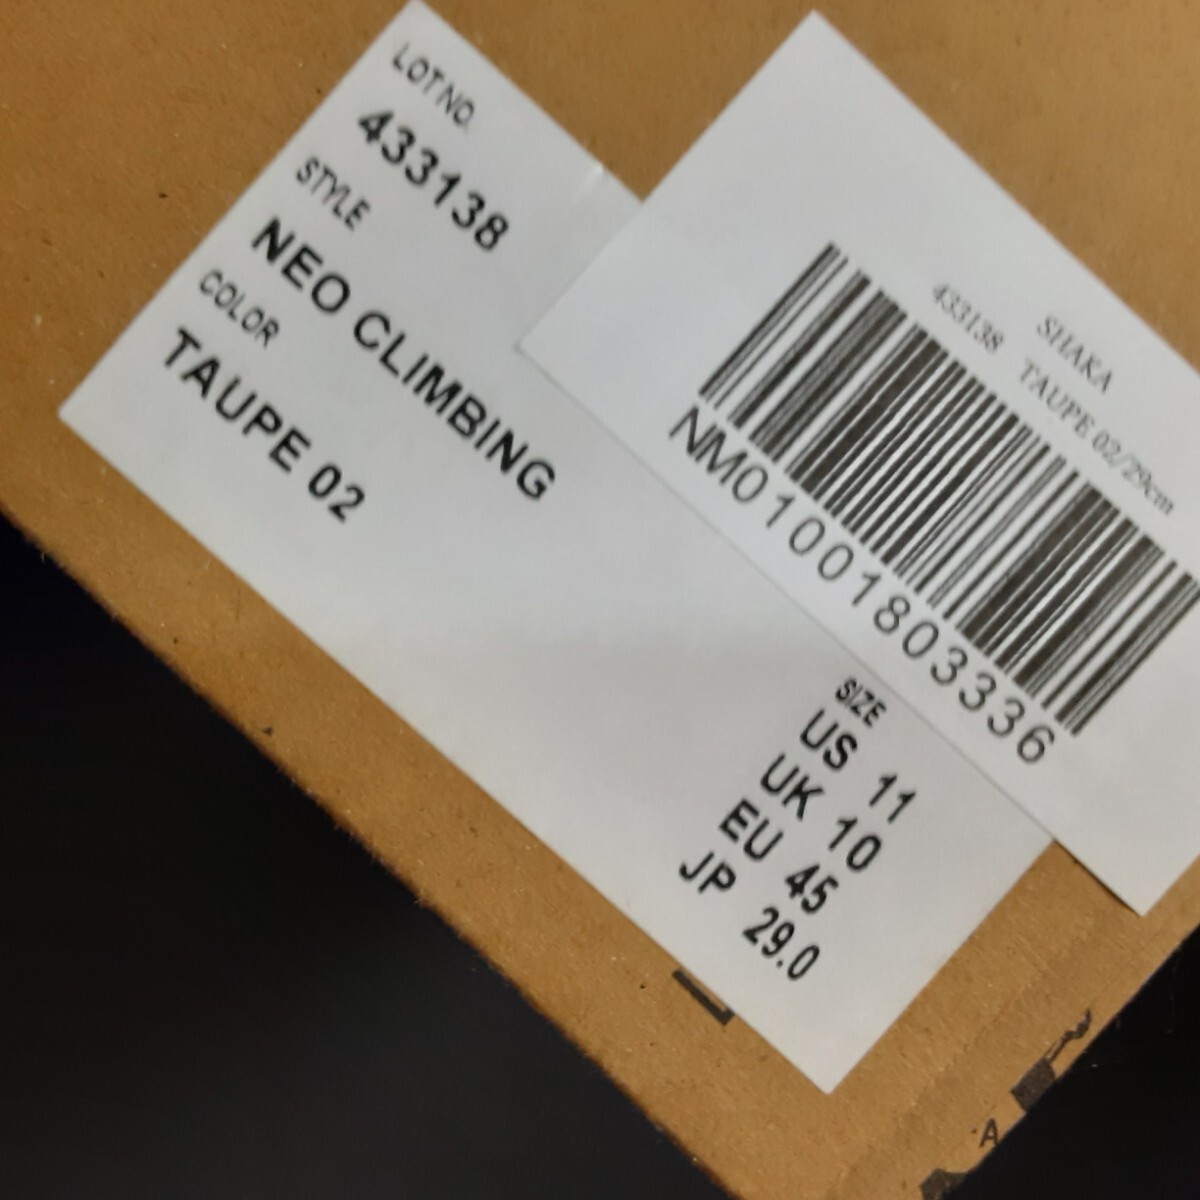 LOT NO.
433138
STYLE
NEO CLIMBING
COLOR
TAUPE 02
SHAKA
433138 TAUPE 02/29cm
NM01001803336
SIZE
US 11
UK 10
EU 45
JP 29.0
A